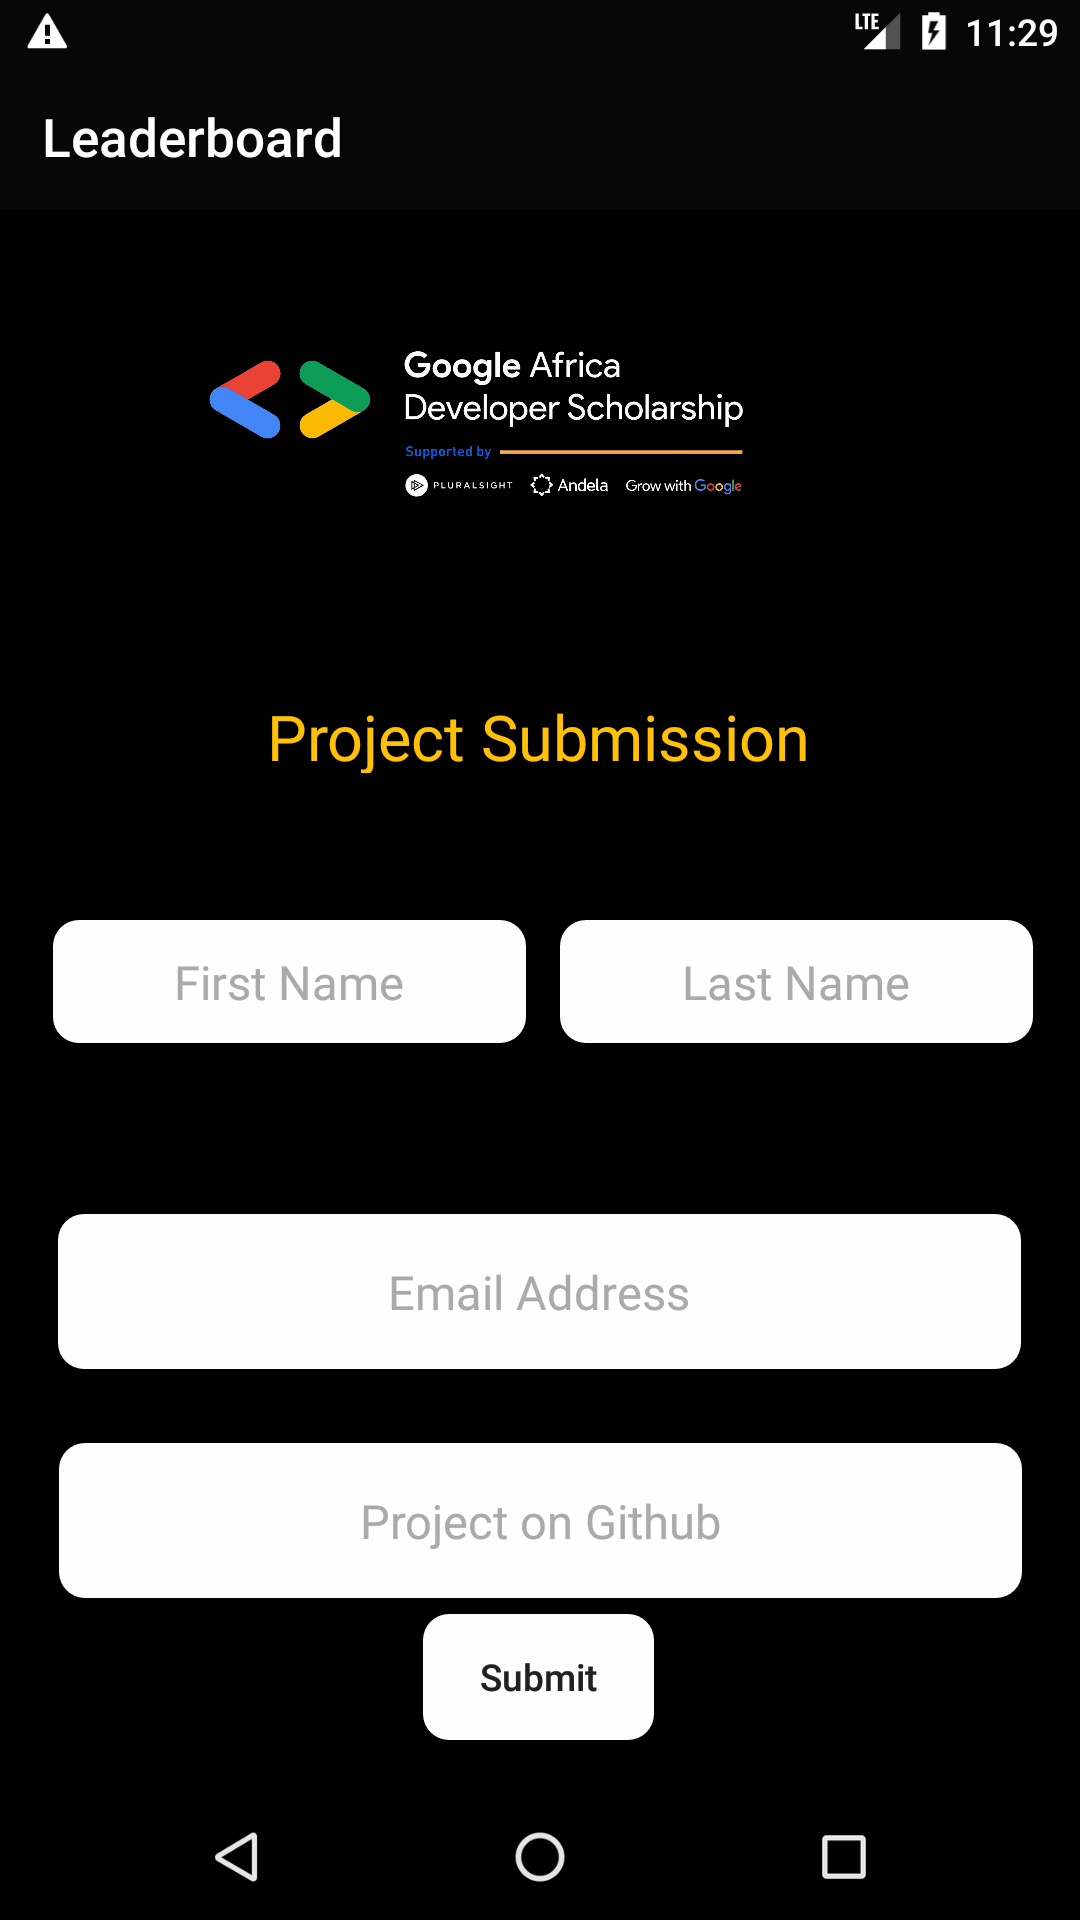 LTE 11:29
Leaderboard
Google Africa
Developer Scholarship
Supported by
PLURALSIGHT Andela Grow with Google
Project Submission
First Name Last Name
Email Address
Project on Github
Submit